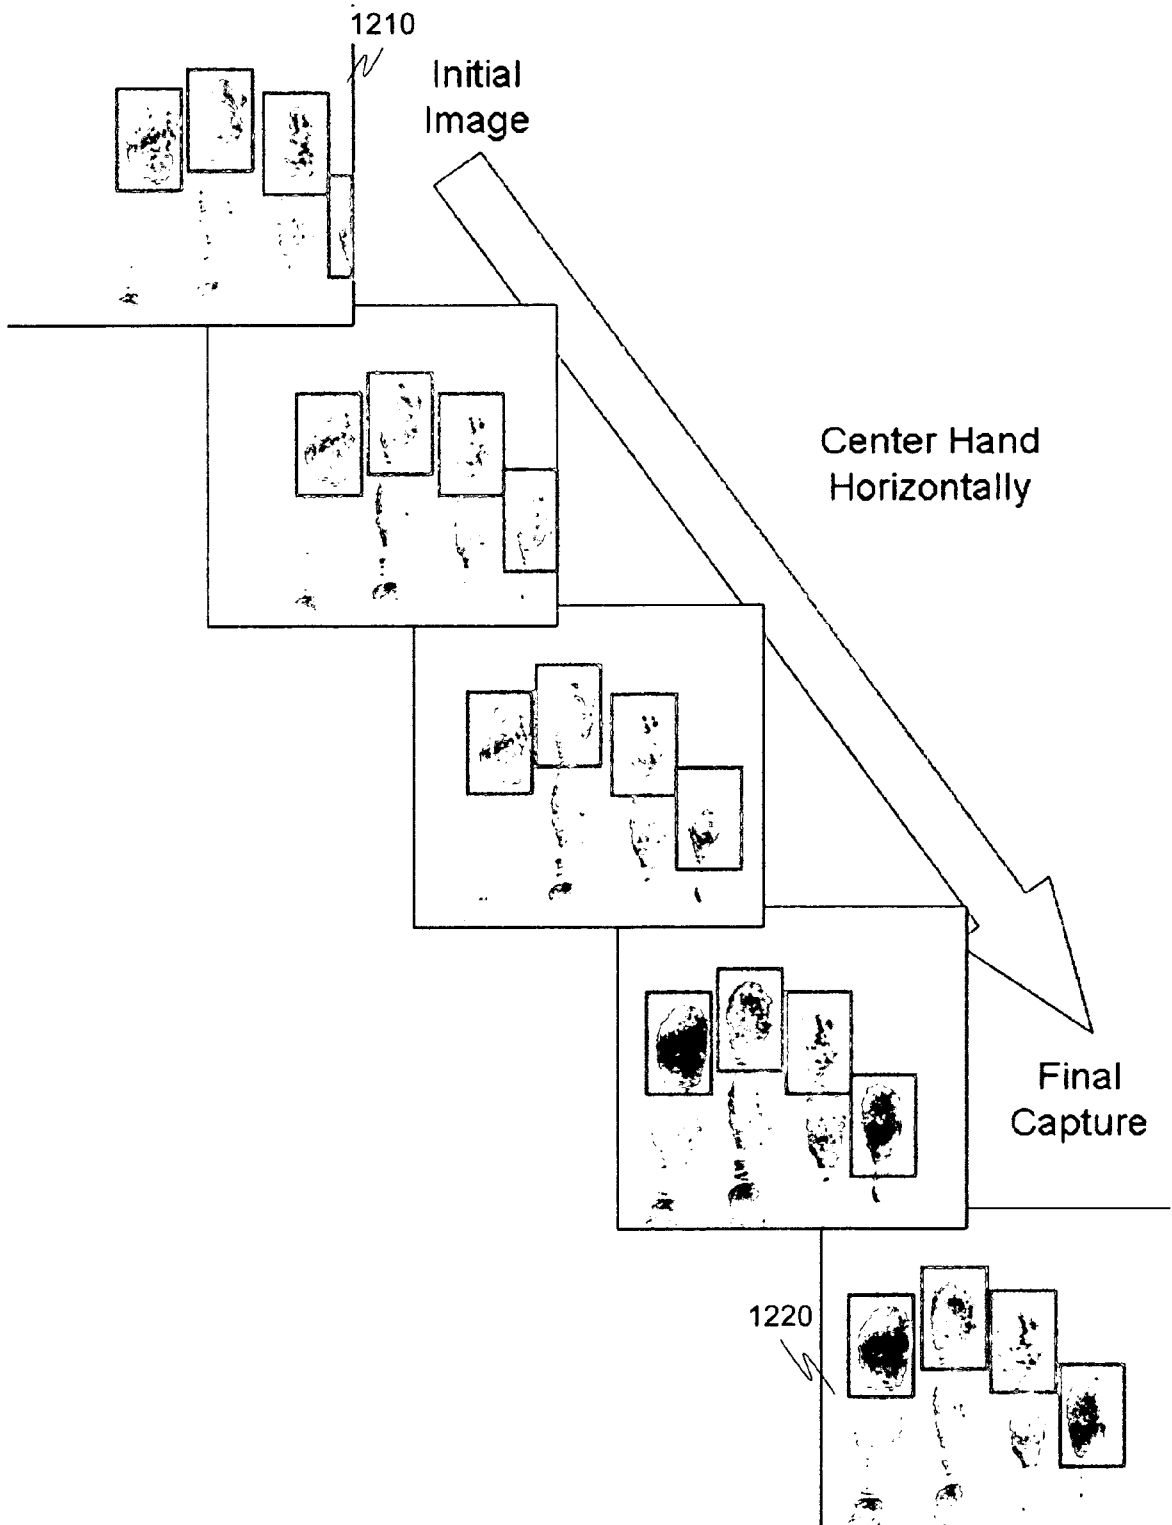 1210
Initial
Image
Center Hand
Horizontally
Final
Capture
1220